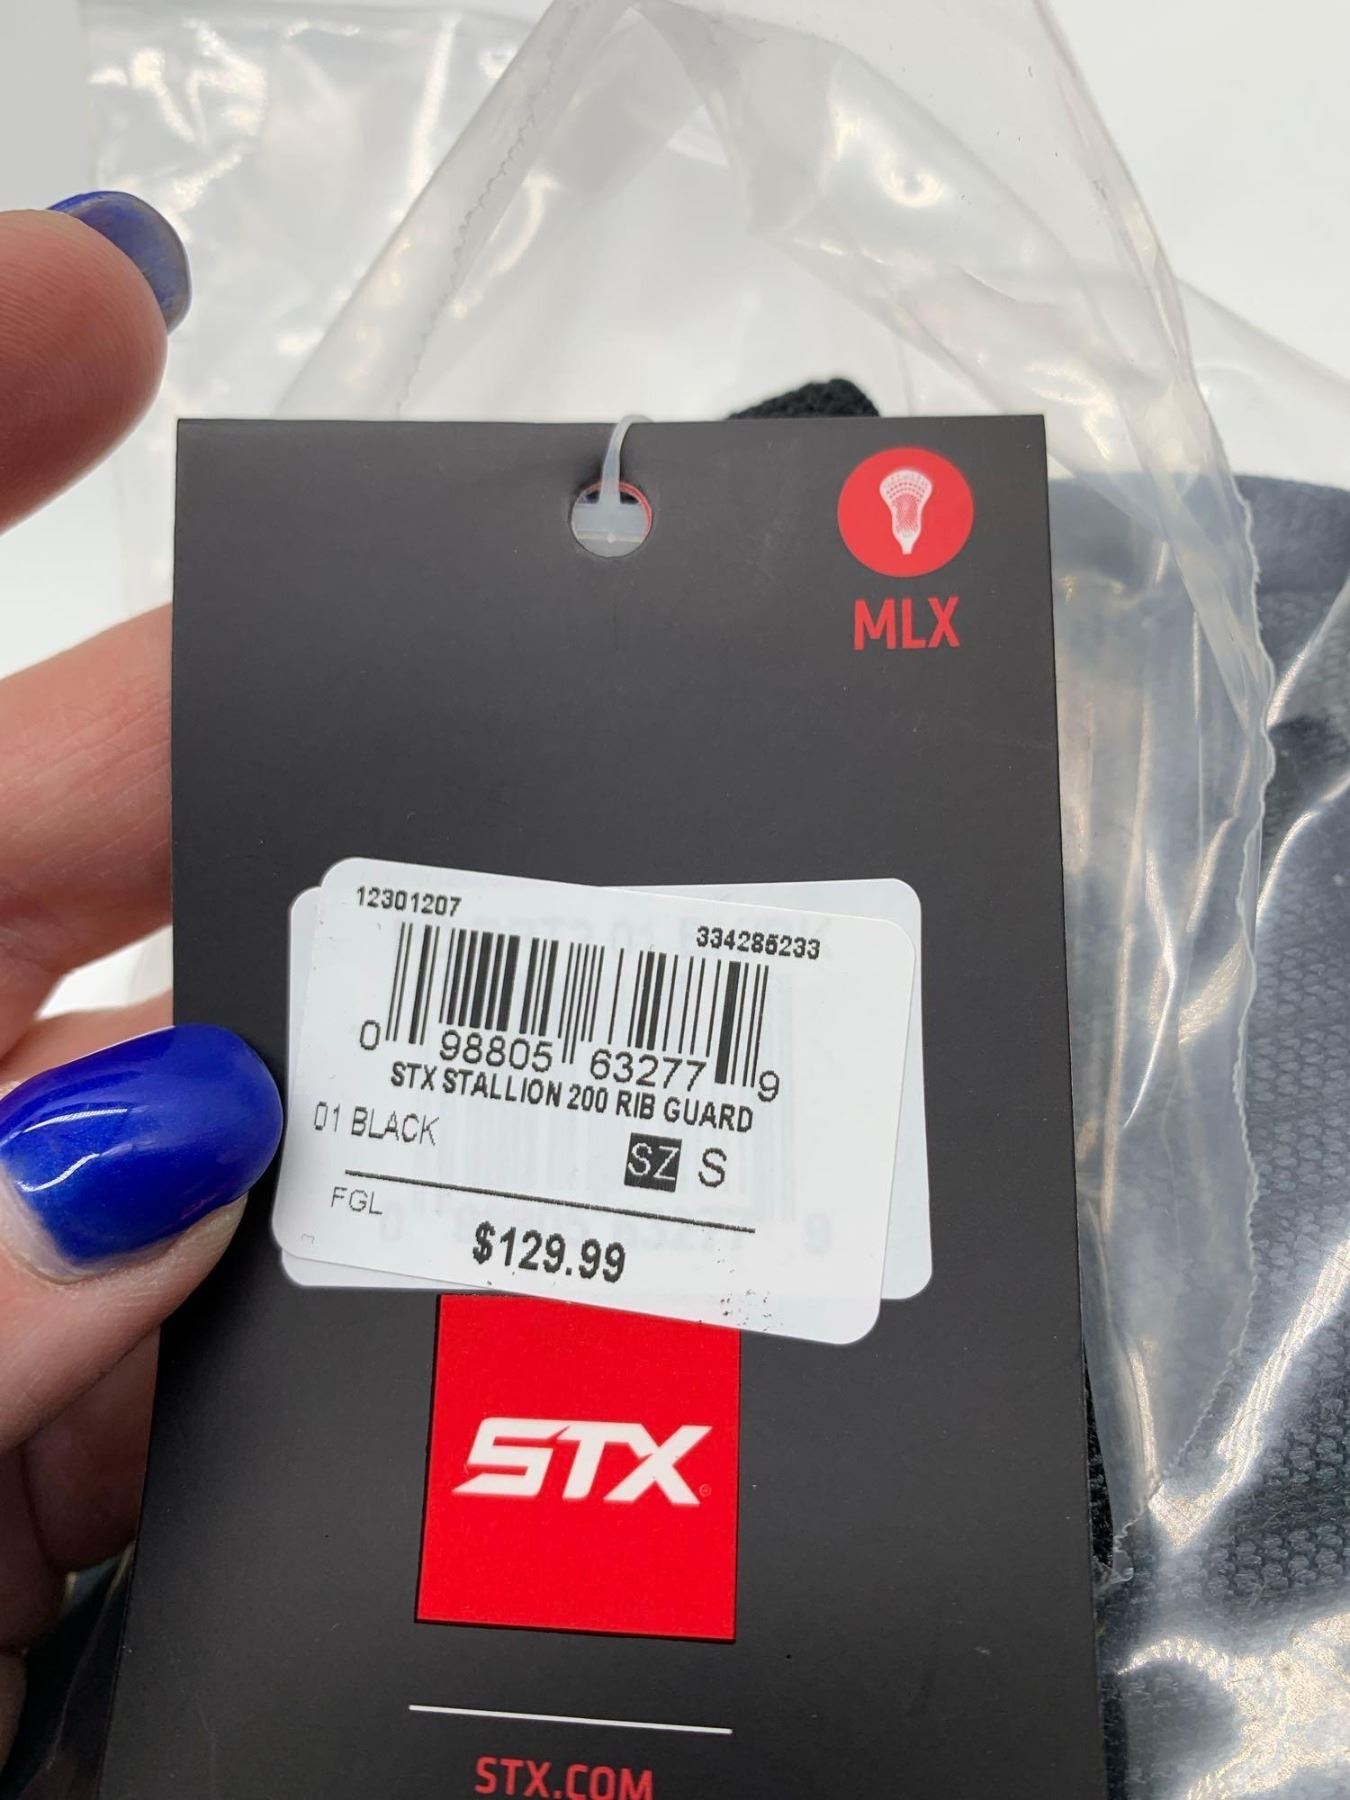 MLX
12301207
334285233
0 98805 63277 9
STX STALLION 200 RIB GUARD
01 BLACK
SZ S
FGL
$129.99
STX
STX.COM